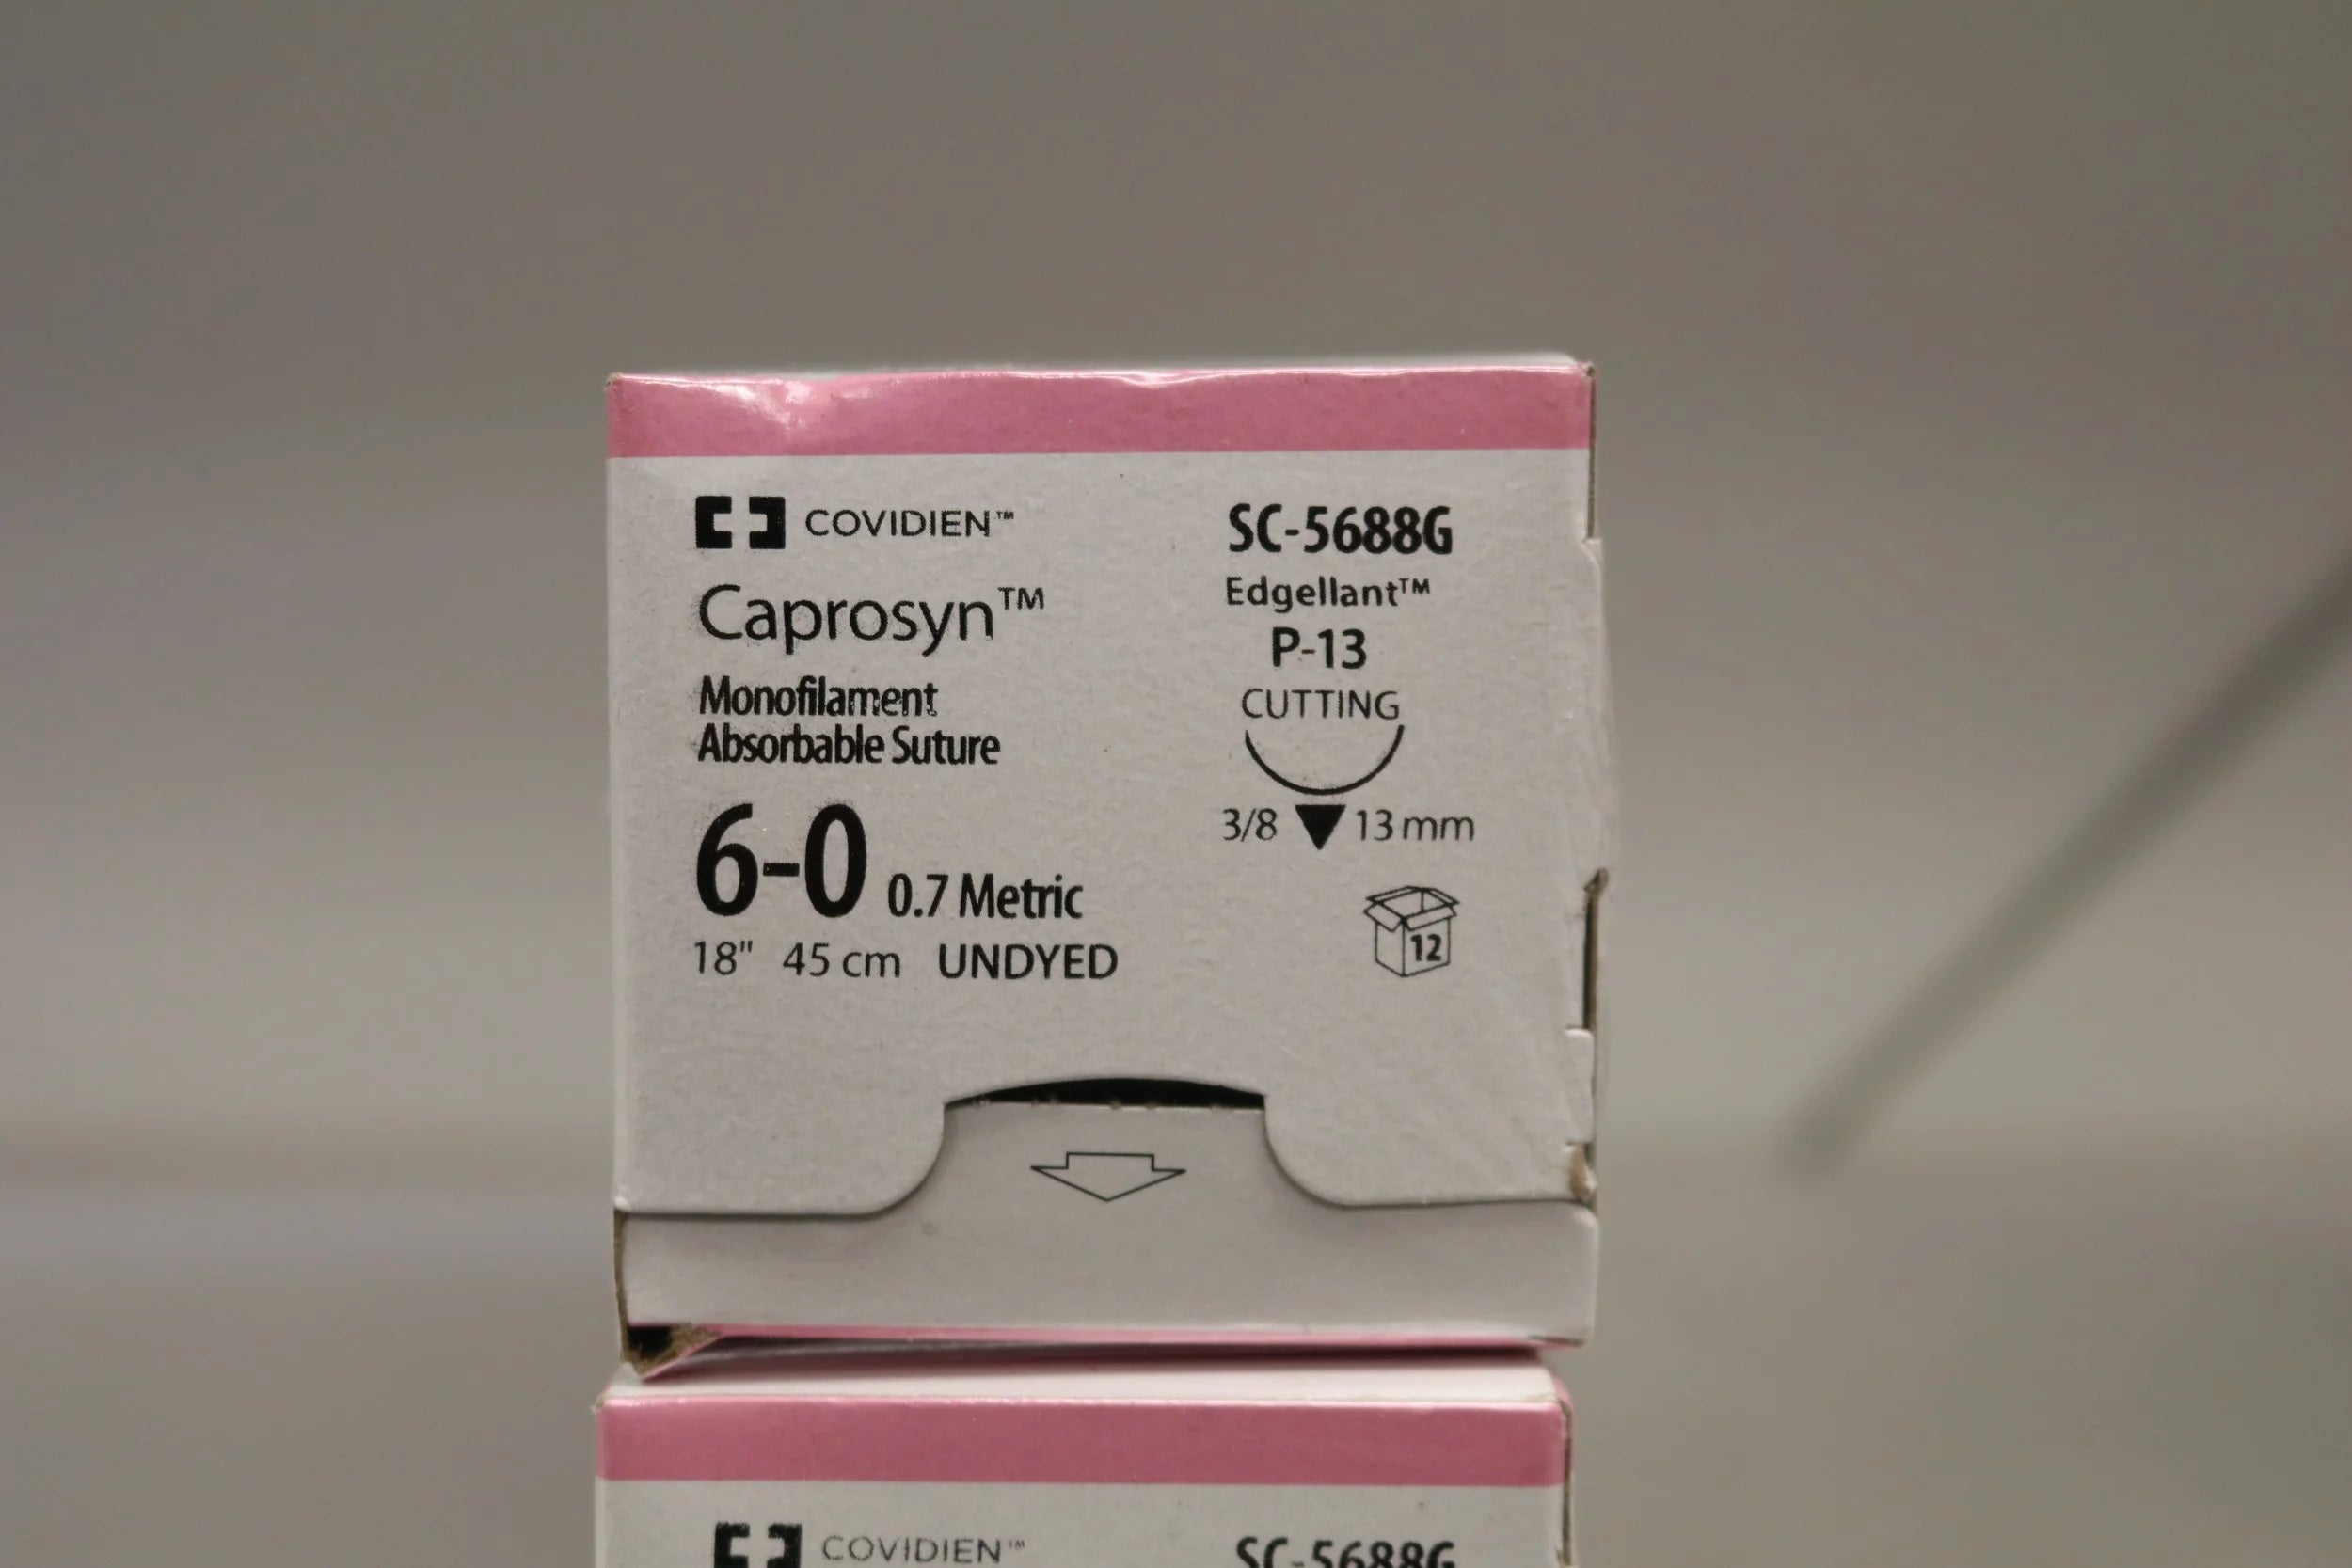 COVIDIEN™
Caprosyn™
Monofilament
Absorbable Suture
6-0 0.7 Metric
18" 45 cm UNDYED
SC-5688G
Edgellant™
P-13
CUTTING
3/8 13 mm
12
COVIDIEN™
SC-5688G